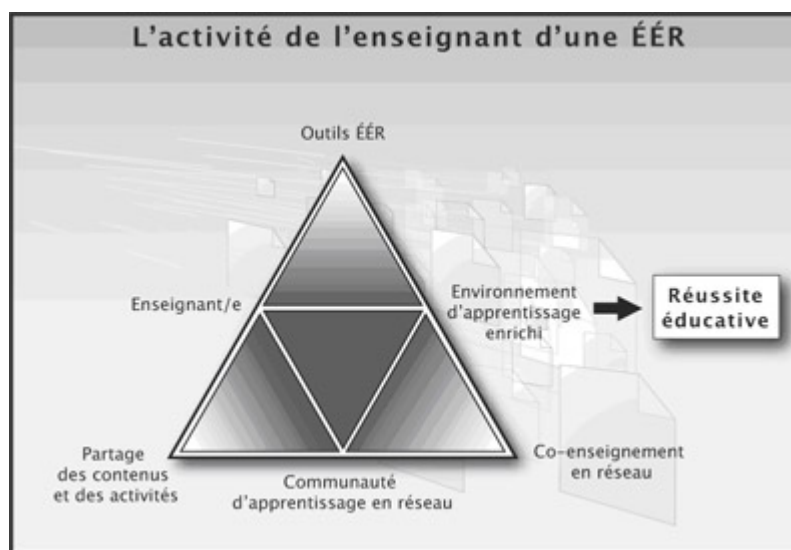 L'activité de l'enseignant d'une ÉÉR
Outils ÉÉR
Enseignant/e
Environnement
d'apprentissage
enrichi
Réussite
éducative
Partage
des contenus
et des activités
Communauté
d'apprentissage en réseau
Co-enseignement
en réseau